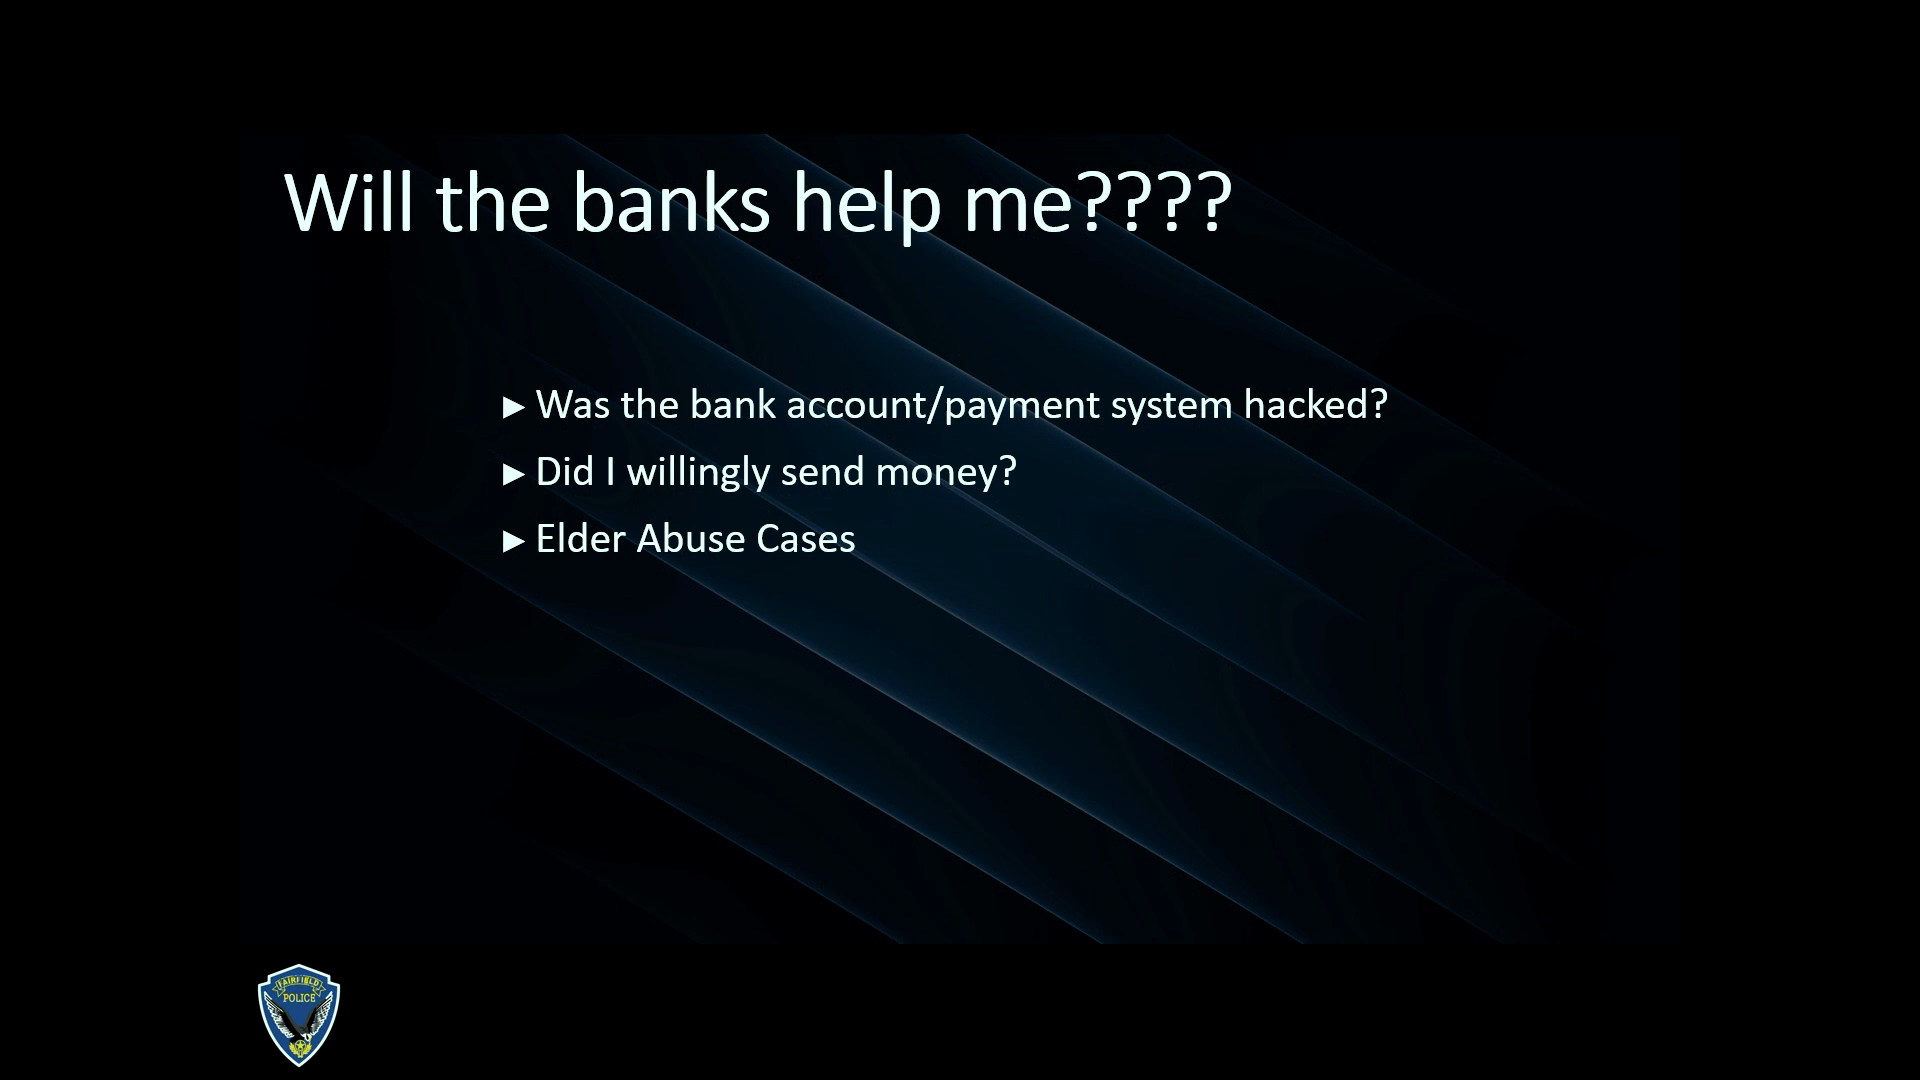 Will the banks help me????
►Was the bank account/payment system hacked?
►Did I willingly send money?
►Elder Abuse Cases
FAIRFIELD
POLICE